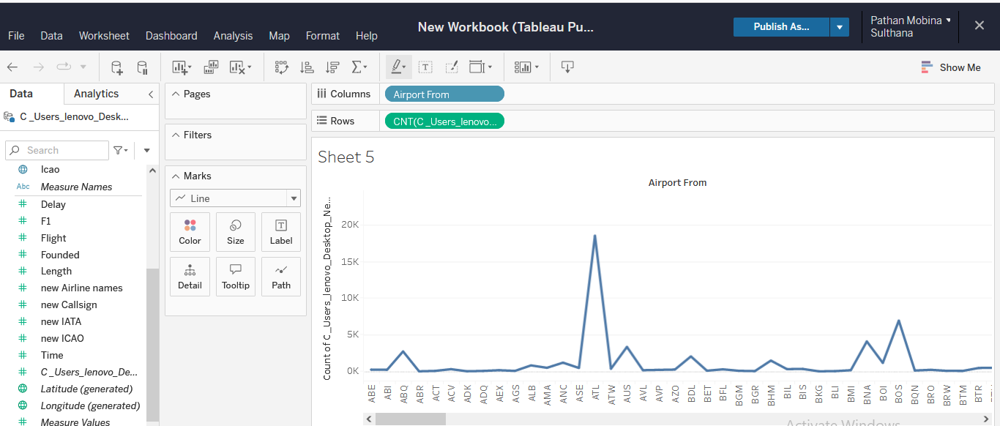 New Workbook (Tableau Pu...
Publish As...
Pathan Mobina
Sulthana
File Data Worksheet Dashboard Analysis Map Format Help
Show Me
Data Analytics
C _Users_lenovo_Desk...
Search
Icao
Abc Measure Names
Delay
F1
Flight
Founded
Length
new Airline names
new Callsign
new IATA
new ICAO
Time
C _Users_lenovo_De...
Latitude (generated)
Longitude (generated)
Measure Values
Pages
Filters
Marks
Line
Color Size Label
Detail Tooltip Path
Columns Airport From
Rows CNT(C _Users_lenovo...
Sheet 5
Airport From
Count of C _Users_lenovo_Desktop_Ne...
20K
15K
10K
5K
0K
ABE ABI ABQ ABR ACT ACV ADK ADQ AEX AGS ALB AMA ANC ASE ATL ATW AUS AVL AVP AZO BDL BET BFL BGM BGR BHM BIL BIS BKG BLI BMI BNA BOI BOS BQN BRO BRW BTM BTR
Activate Windows